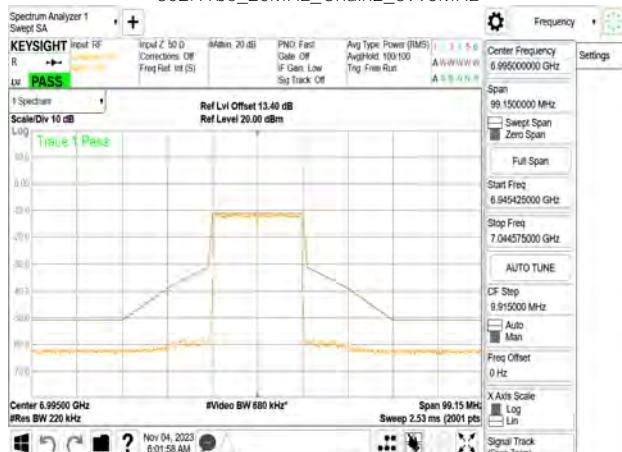 Spectrum Analyzer 1
Swept SA
+
Frequency
KEYSIGHT
Input: RF
Input Z: 50 Ω
Corrections: Off
Freq Ref: Int (S)
#Atten: 20 dB
PNO: Fast
Gate: Off
IF Gain: Low
Sig Track: Off
Avg Type: Power (RMS)
Avg|Hold: 100/100
Trig: Free Run
R
PASS
Center Frequency
6.995000000 GHz
Settings
Span
99.1500000 MHz
Swept Span
Zero Span
Full Span
Start Freq
6.945425000 GHz
Stop Freq
7.044575000 GHz
AUTO TUNE
CF Step
9.915000 MHz
Auto
Man
Freq Offset
0 Hz
X Axis Scale
Log
Lin
Signal Track
1 Spectrum
Scale/Div 10 dB
Ref Lvl Offset 13.40 dB
Ref Level 20.00 dBm
Log
Trace 1 Pass
Center 6.99500 GHz
#Video BW 680 kHz*
Span 99.15 MHz
#Res BW 220 kHz
Sweep 2.53 ms (2001 pts
?
Nov 04, 2023
6:01:58 AM